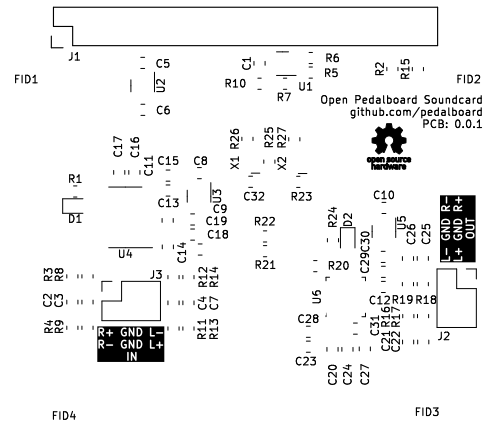 J1
C5
C1
R6
R5
R2
R15
FID1
U2
R10
U1
FID2
R7
C6
Open Pedalboard Soundcard
github.com/pedalboard
PCB: 0.0.1
R26
R25
R27
C17
C16
C11
C15
C8
X1
X2
open source
hardware
R1
C32
R23
C13
U3
C10
D1
C9
C19
C18
R22
R24
D2
U5
C26
C25
L- GND R-
L+ GND R+
OUT
U4
C14
C30
C29
R21
R20
R3
R8
J3
R12
R14
U6
C12
R19
R18
C2
C3
C4
C7
R4
R9
R11
R13
C28
C31
R16
R17
J2
R+ GND L-
R- GND L+
IN
C23
C21
C22
C20
C24
C27
FID4
FID3